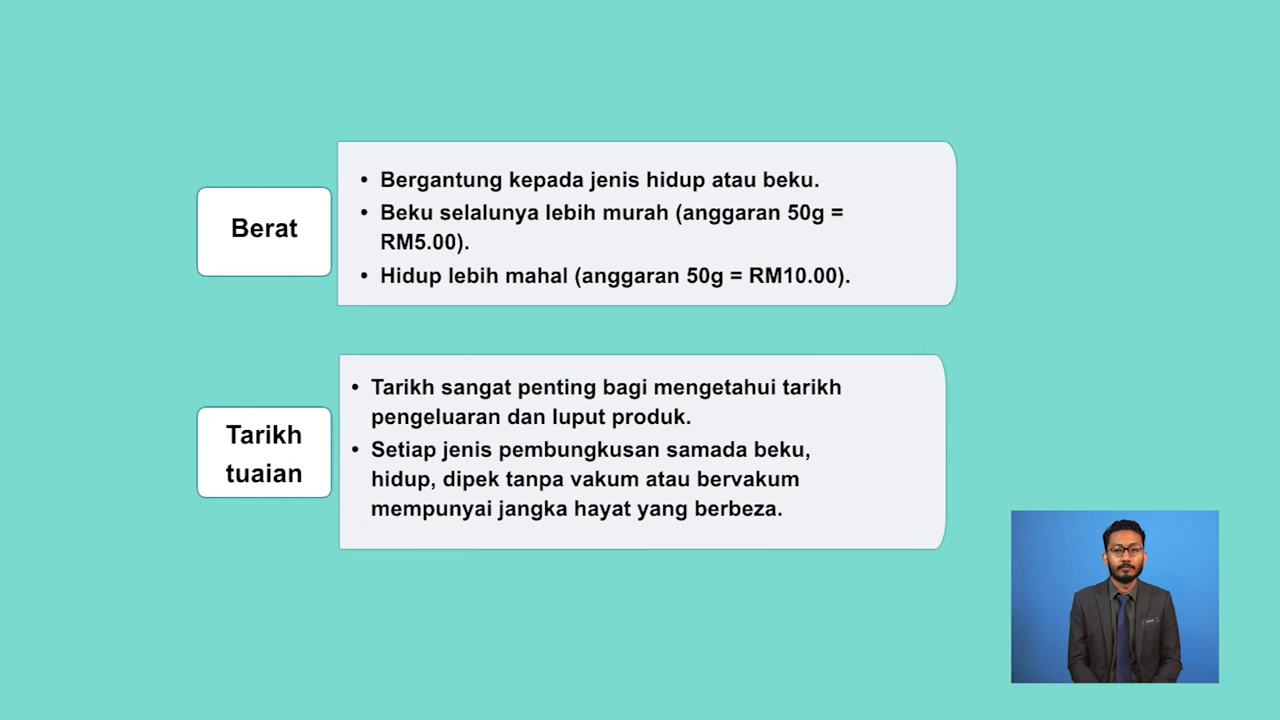 Berat
• Bergantung kepada jenis hidup atau beku.
• Beku selalunya lebih murah (anggaran 50g =
RM5.00).
• Hidup lebih mahal (anggaran 50g = RM10.00).
Tarikh
tuaian
• Tarikh sangat penting bagi mengetahui tarikh
pengeluaran dan luput produk.
• Setiap jenis pembungkusan samada beku,
hidup, dipek tanpa vakum atau bervakum
mempunyai jangka hayat yang berbeza.